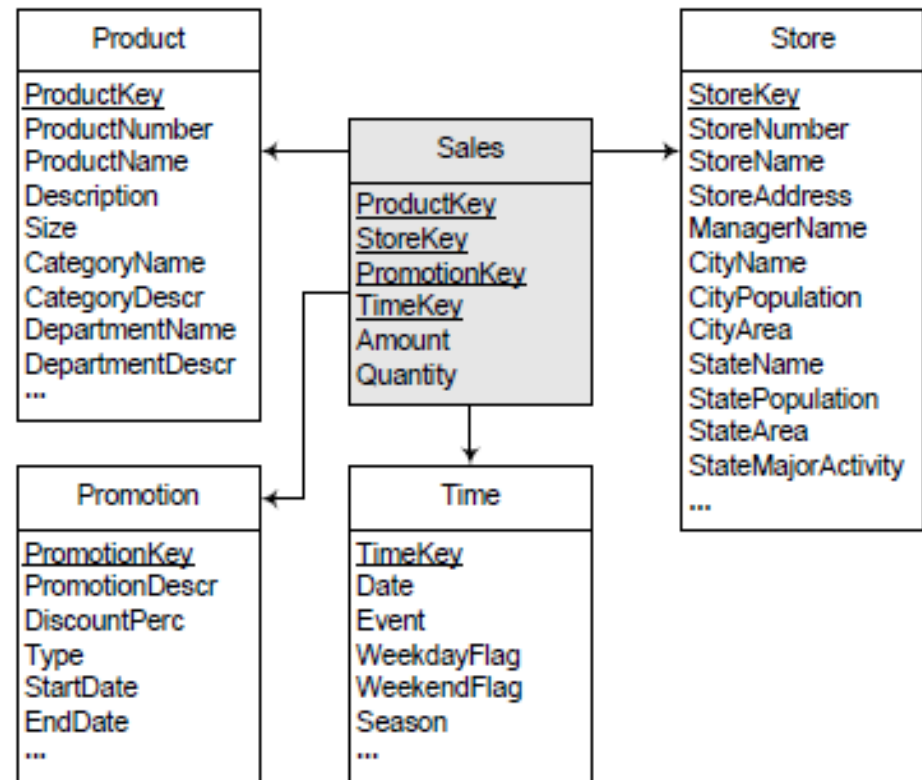 Product
ProductKey
ProductNumber
ProductName
Description
Size
CategoryName
CategoryDescr
DepartmentName
DepartmentDescr
...
Sales
ProductKey
StoreKey
PromotionKey
TimeKey
Amount
Quantity
Store
StoreKey
StoreNumber
StoreName
StoreAddress
ManagerName
CityName
CityPopulation
CityArea
StateName
StatePopulation
StateArea
StateMajorActivity
...
Promotion
PromotionKey
PromotionDescr
DiscountPerc
Type
StartDate
EndDate
...
Time
TimeKey
Date
Event
WeekdayFlag
WeekendFlag
Season
...